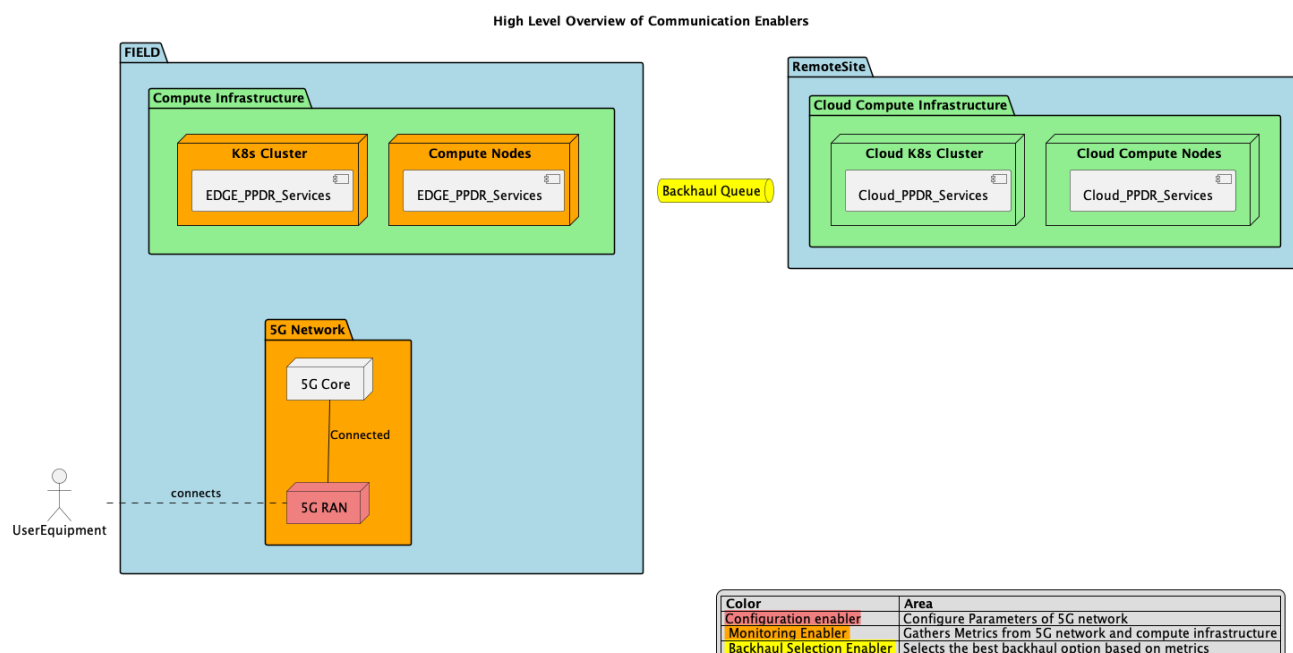 High Level Overview of Communication Enablers
FIELD
Compute Infrastructure
K8s Cluster
EDGE_PPDR_Services
Compute Nodes
EDGE_PPDR_Services
Backhaul Queue
RemoteSite
Cloud Compute Infrastructure
Cloud K8s Cluster
Cloud_PPDR_Services
Cloud Compute Nodes
Cloud_PPDR_Services
5G Network
5G Core
Connected
5G RAN
connects
UserEquipment
Color Area
Configuration enabler Configure Parameters of 5G network
Monitoring Enabler Gathers Metrics from 5G network and compute infrastructure
Backhaul Selection Enabler Selects the best backhaul option based on metrics